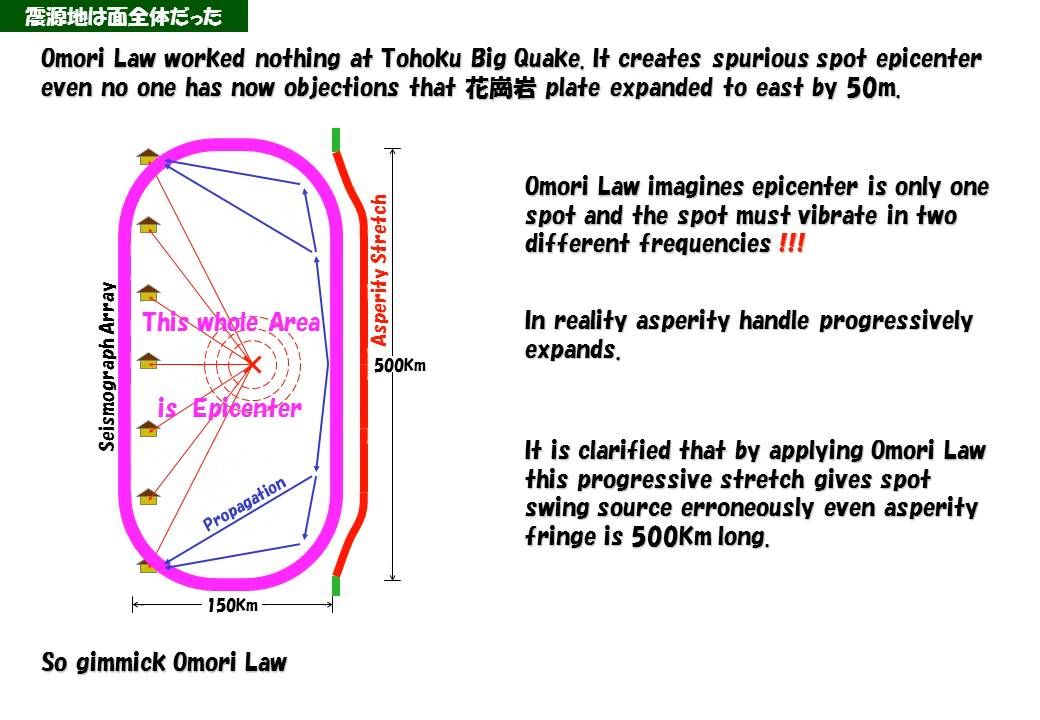 震源地は面全体だった
Omori Law worked nothing at Tohoku Big Quake. It creates spurious spot epicenter
even no one has now objections that 花崗岩 plate expanded to east by 50m.
Seismograph Array
This whole Area
is Epicenter
Propagation
150Km
Asperity Stretch
500Km
Omori Law imagines epicenter is only one
spot and the spot must vibrate in two
different frequencies !!!
In reality asperity handle progressively
expands.
It is clarified that by applying Omori Law
this progressive stretch gives spot
swing source erroneously even asperity
fringe is 500Km long.
So gimmick Omori Law